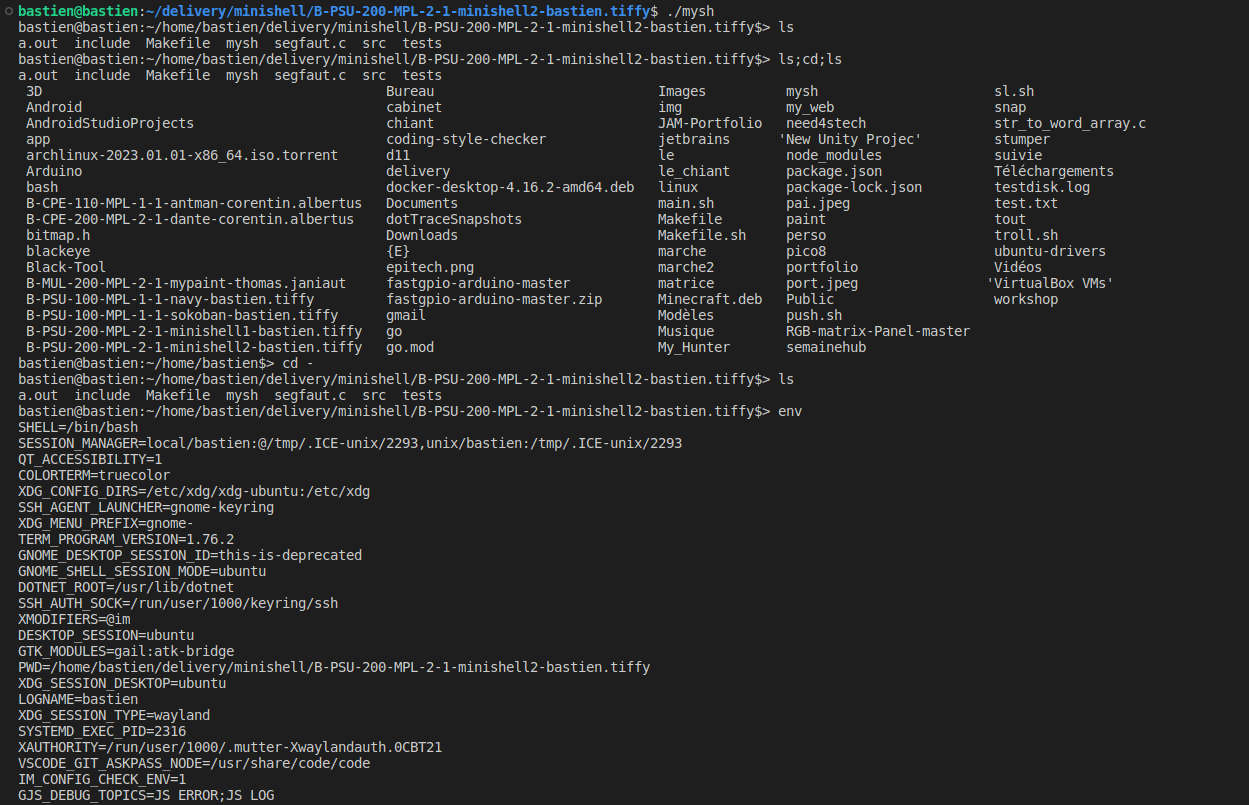 bastien@bastien:~/delivery/minishell/B-PSU-200-MPL-2-1-minishell2-bastien.tiffy$ ./mysh
bastien@bastien:~/home/bastien/delivery/minishell/B-PSU-200-MPL-2-1-minishell2-bastien.tiffy$> ls
a.out  include  Makefile  mysh  segfaut.c  src  tests
bastien@bastien:~/home/bastien/delivery/minishell/B-PSU-200-MPL-2-1-minishell2-bastien.tiffy$> ls;cd;ls
a.out  include  Makefile  mysh  segfaut.c  src  tests
 3D                                           Bureau                            Images          mysh                      sl.sh
 Android                                      cabinet                           img             my_web                    snap
 AndroidStudioProjects                        chiant                            JAM-Portfolio   need4stech                str_to_word_array.c
 app                                          coding-style-checker              jetbrains      'New Unity Projec'         stumper
 archlinux-2023.01.01-x86_64.iso.torrent      d11                               le              node_modules              suivie
 Arduino                                      delivery                          le_chiant       package.json              Téléchargements
 bash                                         docker-desktop-4.16.2-amd64.deb   linux           package-lock.json         testdisk.log
 B-CPE-110-MPL-1-1-antman-corentin.albertus   Documents                         main.sh         pai.jpeg                  test.txt
 B-CPE-200-MPL-2-1-dante-corentin.albertus    dotTraceSnapshots                 Makefile        paint                     tout
 bitmap.h                                     Downloads                         Makefile.sh     perso                     troll.sh
 blackeye                                     {E}                               marche          pico8                     ubuntu-drivers
 Black-Tool                                   epitech.png                       marche2         portfolio                 Vidéos
 B-MUL-200-MPL-2-1-mypaint-thomas.janiaut     fastgpio-arduino-master           matrice         port.jpeg                'VirtualBox VMs'
 B-PSU-100-MPL-1-1-navy-bastien.tiffy         fastgpio-arduino-master.zip       Minecraft.deb   Public                    workshop
 B-PSU-100-MPL-1-1-sokoban-bastien.tiffy      gmail                             Modèles         push.sh
 B-PSU-200-MPL-2-1-minishell1-bastien.tiffy   go                                Musique         RGB-matrix-Panel-master
 B-PSU-200-MPL-2-1-minishell2-bastien.tiffy   go.mod                            My_Hunter       semainehub
bastien@bastien:~/home/bastien$> cd -
bastien@bastien:~/home/bastien/delivery/minishell/B-PSU-200-MPL-2-1-minishell2-bastien.tiffy$> ls
a.out  include  Makefile  mysh  segfaut.c  src  tests
bastien@bastien:~/home/bastien/delivery/minishell/B-PSU-200-MPL-2-1-minishell2-bastien.tiffy$> env
SHELL=/bin/bash
SESSION_MANAGER=local/bastien:@/tmp/.ICE-unix/2293,unix/bastien:/tmp/.ICE-unix/2293
QT_ACCESSIBILITY=1
COLORTERM=truecolor
XDG_CONFIG_DIRS=/etc/xdg/xdg-ubuntu:/etc/xdg
SSH_AGENT_LAUNCHER=gnome-keyring
XDG_MENU_PREFIX=gnome-
TERM_PROGRAM_VERSION=1.76.2
GNOME_DESKTOP_SESSION_ID=this-is-deprecated
GNOME_SHELL_SESSION_MODE=ubuntu
DOTNET_ROOT=/usr/lib/dotnet
SSH_AUTH_SOCK=/run/user/1000/keyring/ssh
XMODIFIERS=@im
DESKTOP_SESSION=ubuntu
GTK_MODULES=gail:atk-bridge
PWD=/home/bastien/delivery/minishell/B-PSU-200-MPL-2-1-minishell2-bastien.tiffy
XDG_SESSION_DESKTOP=ubuntu
LOGNAME=bastien
XDG_SESSION_TYPE=wayland
SYSTEMD_EXEC_PID=2316
XAUTHORITY=/run/user/1000/.mutter-Xwaylandauth.0CBT21
VSCODE_GIT_ASKPASS_NODE=/usr/share/code/code
IM_CONFIG_CHECK_ENV=1
GJS_DEBUG_TOPICS=JS ERROR;JS LOG